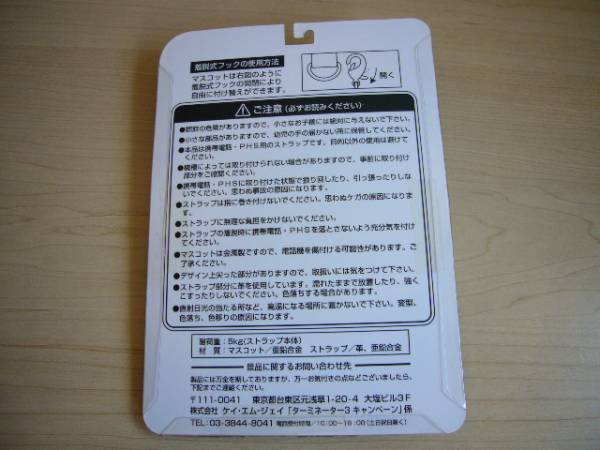 着脱式フックの使用方法
マスコットは右図のように
着脱式フックの開閉により
自由に付け替えができます。
開く
ご注意(必ずお読みください)
●誤飲の危険がありますので、小さなお子様には絶対に与えないで下さい。
●小さな部品がありますので、幼児の手の届かない所に保管してください。
●本品は携帯電話・PHS用のストラップです。目的以外の使用は避けて
ください。
●機種によっては取り付けられない場合がありますので、事前に取り付け
部分をご確認ください。
●携帯電話・PHSに取り付けた状態で振り回したり、引っ張ったりしな
いでください。思わぬ事故の原因になります。
●ストラップは指に巻き付けないでください。思わぬケガの原因になりま
す。
●ストラップに無理な負担をかけないでください。
●ストラップの着脱時に携帯電話・PHSを落とさないよう充分気を付け
てください。
●マスコットは金属製ですので、電話機を傷付ける可能性があります。ご
了承ください。
●デザイン上尖った部分がありますので、取扱いには気をつけて下さい。
●ストラップ部分に革を使用しています。濡れたままで放置したり、強く
こすったりしないでください。色落ちする場合があります。
●直射日光の当たる所など、高温になる場所に置かないで下さい。変型、
色落ち、色移りの原因になります。
耐荷重:5kg(ストラップ本体)
材 質:マスコット/亜鉛合金 ストラップ/革、亜鉛合金
景品に関するお問い合わせ先
製品には万全を期しておりますが、万一お気付きの点などございましたら、
下記までご連絡ください。
〒111-0041 東京都台東区元浅草1-20-4 大塩ビル3F
株式会社 ケイ・エム・ジェイ「ターミネーター3 キャンペーン」係
TEL:03-3844-8041 電話受付時間/10:00~18:00(土日祝日除く)